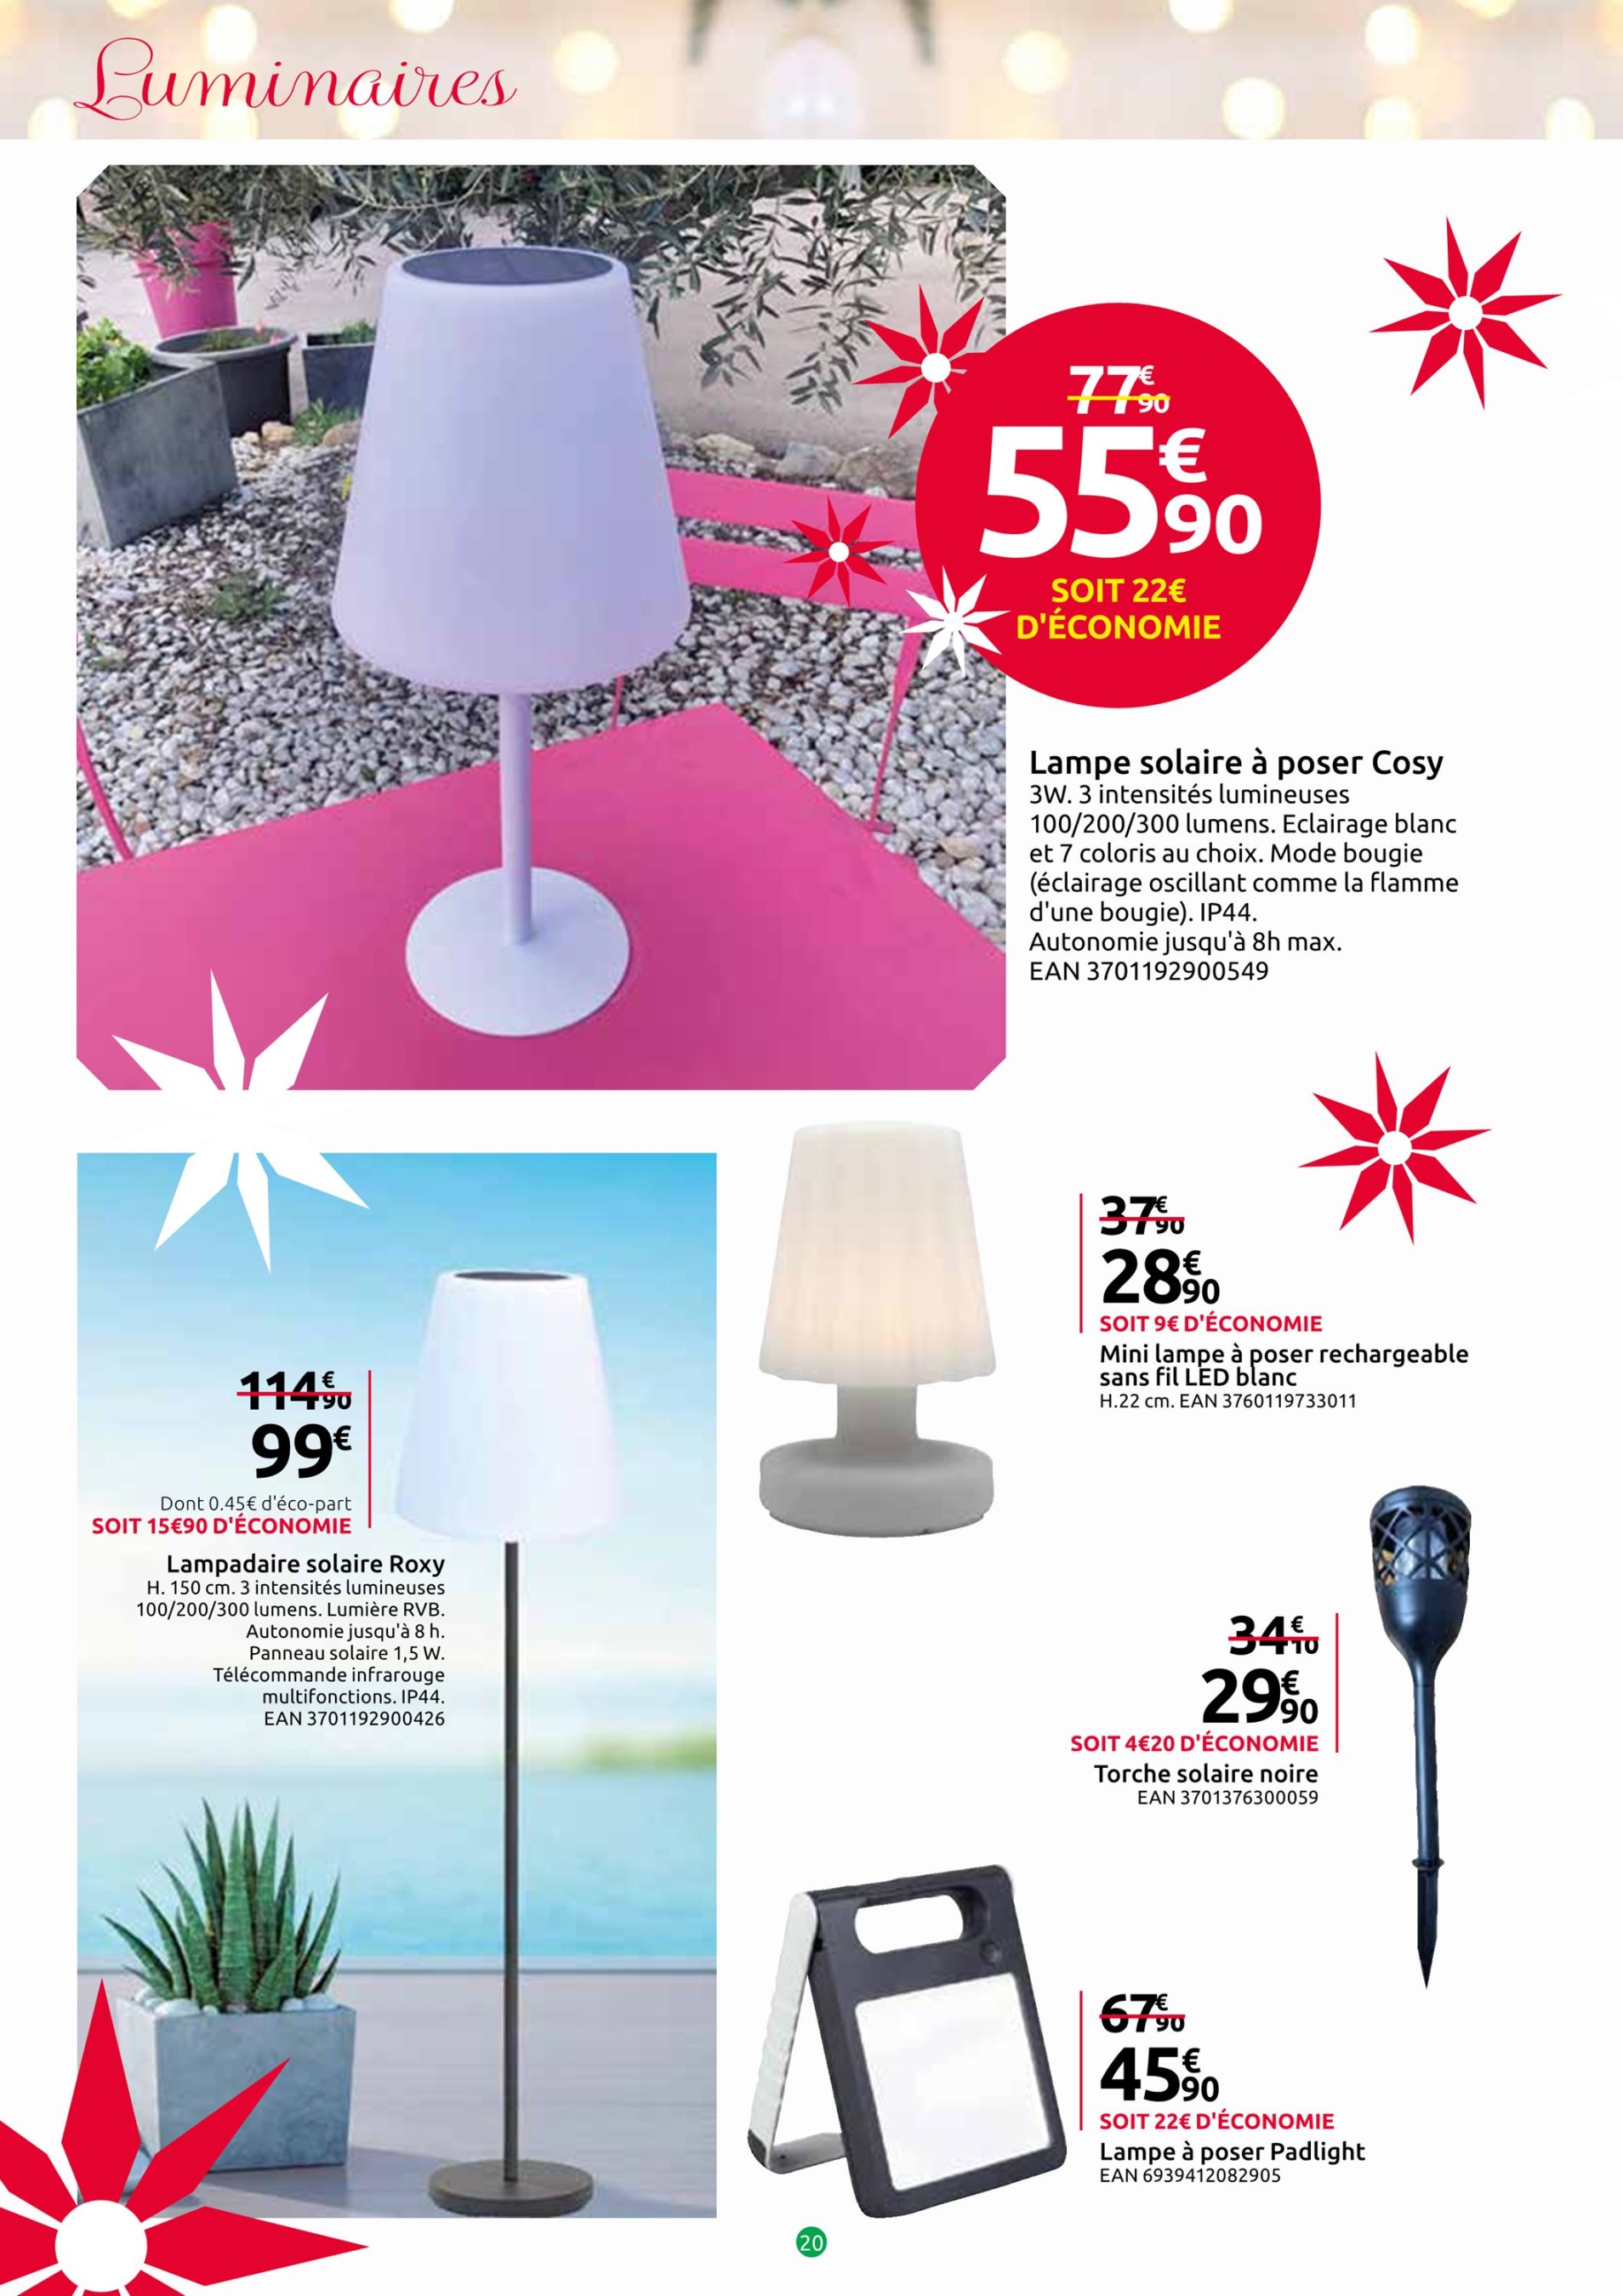 Luminaires
77€90
55€90
SOIT 22€
D'ÉCONOMIE
Lampe solaire à poser Cosy
3W. 3 intensités lumineuses
100/200/300 lumens. Eclairage blanc
et 7 coloris au choix. Mode bougie
(éclairage oscillant comme la flamme
d'une bougie). IP44.
Autonomie jusqu'à 8h max.
EAN 3701192900549
37€90
28€90
SOIT 9€ D'ÉCONOMIE
Mini lampe à poser rechargeable
sans fil LED blanc
H.22 cm. EAN 3760119733011
114€90
99€
Dont 0.45€ d'éco-part
SOIT 15€90 D'ÉCONOMIE
Lampadaire solaire Roxy
H. 150 cm. 3 intensités lumineuses
100/200/300 lumens. Lumière RVB.
Autonomie jusqu'à 8 h.
Panneau solaire 1,5 W.
Télécommande infrarouge
multifonctions. IP44.
EAN 3701192900426
34€10
29€90
SOIT 4€20 D'ÉCONOMIE
Torche solaire noire
EAN 3701376300059
67€90
45€90
SOIT 22€ D'ÉCONOMIE
Lampe à poser Padlight
EAN 6939412082905
20